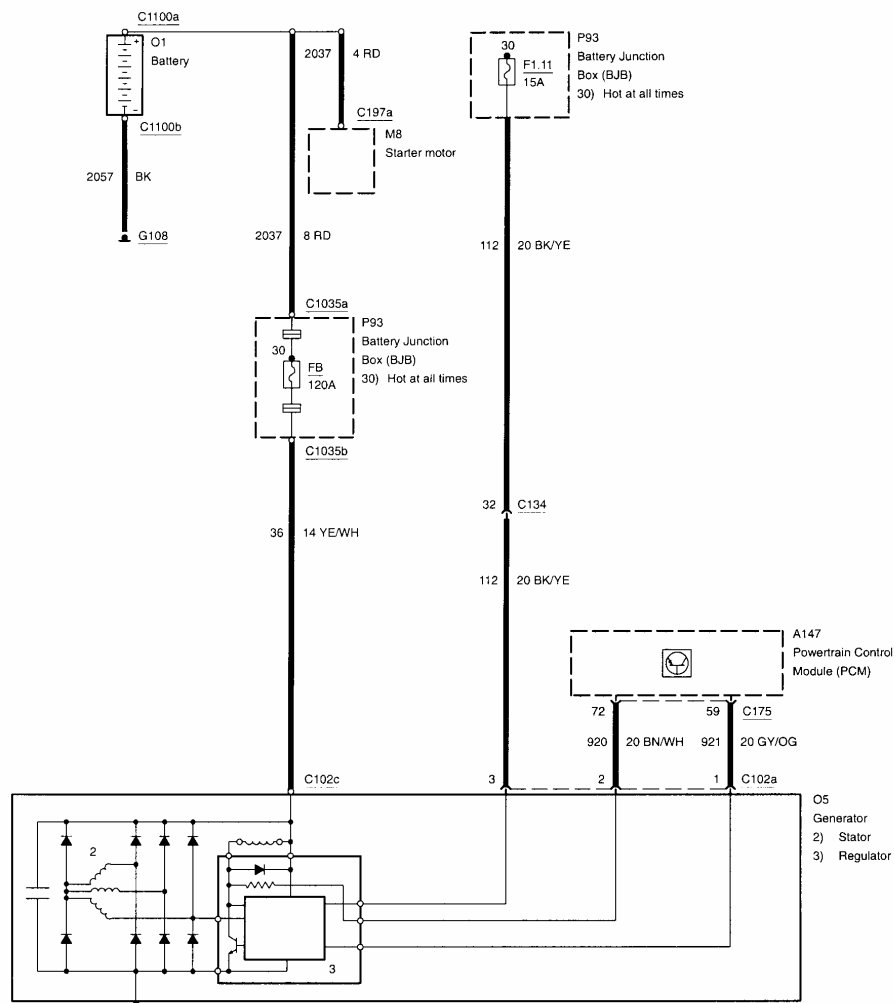 C1100a
O1
Battery
+
-
C1100b
2057 BK
G108
2037 4 RD
C197a
M8
Starter motor
2037 8 RD
C1035a
P93
Battery Junction
Box (BJB)
30) Hot at all times
30
FB
120A
C1035b
36 14 YE/WH
C102c
30
F1.11
15A
P93
Battery Junction
Box (BJB)
30) Hot at all times
112 20 BK/YE
32 C134
112 20 BK/YE
A147
Powertrain Control
Module (PCM)
72 59 C175
920 20 BN/WH 921 20 GY/OG
3 2 1 C102a
O5
Generator
2) Stator
3) Regulator
2
3